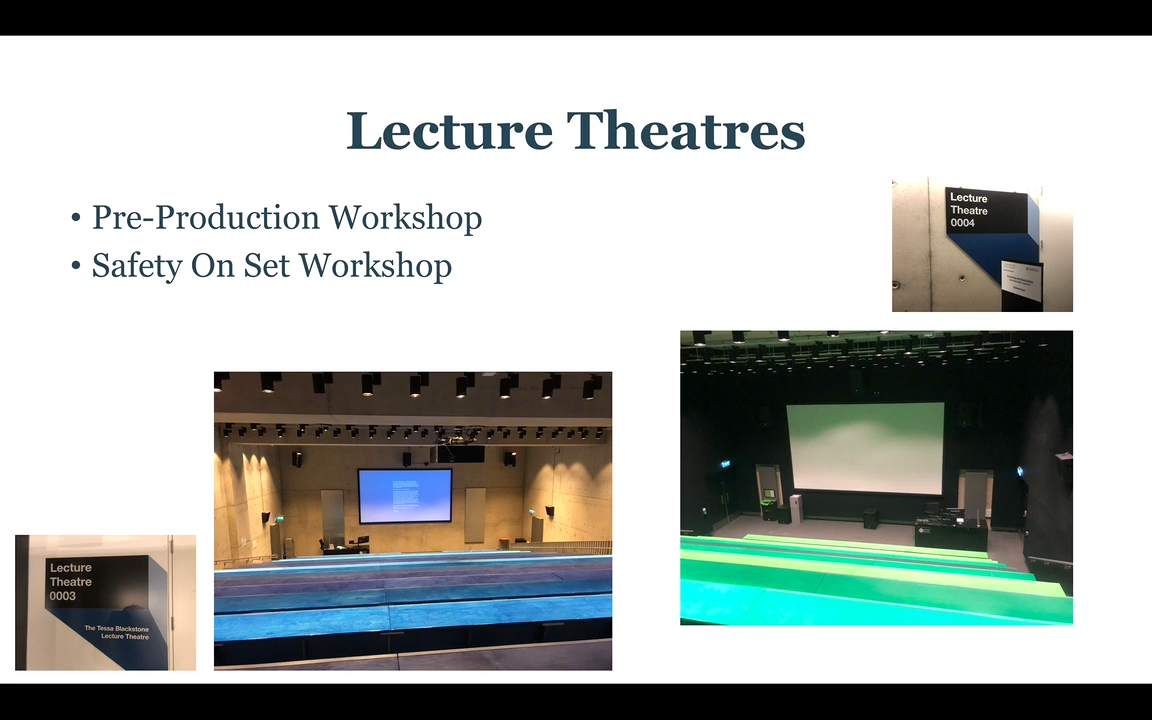 Lecture Theatres
• Pre-Production Workshop
• Safety On Set Workshop
Lecture
Theatre
0004
Lecture
Theatre
0003
The Tessa Blackstone
Lecture Theatre